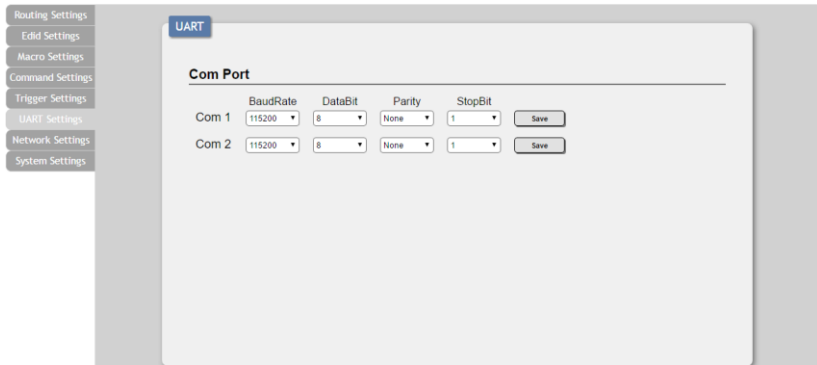 Routing Settings
Edid Settings
Macro Settings
Command Settings
Trigger Settings
UART Settings
Network Settings
System Settings
UART
Com Port
BaudRate DataBit Parity StopBit
Com 1 115200 8 None 1 Save
Com 2 115200 8 None 1 Save